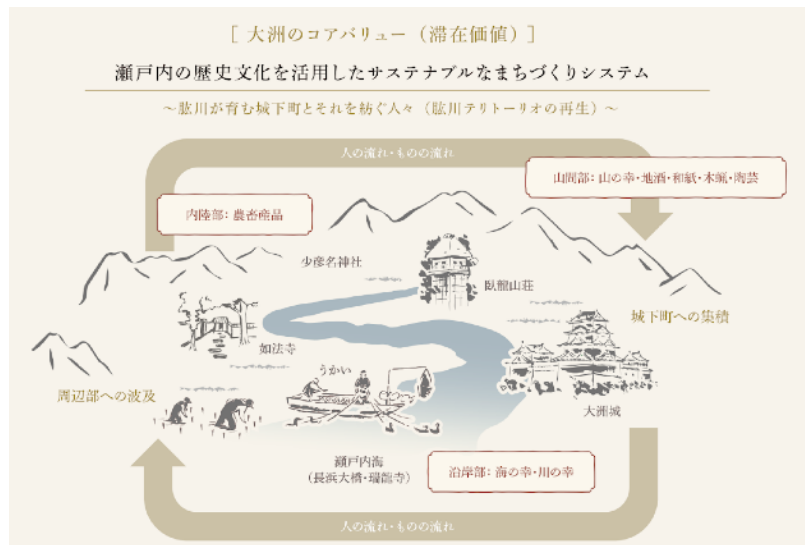 [ 大洲のコアバリュー（滞在価値）]
瀬戸内の歴史文化を活用したサステナブルなまちづくりシステム
～肱川が育む城下町とそれを紡ぐ人々（肱川テリトーリオの再生）～
人の流れ・ものの流れ
山間部：山の幸・地酒・和紙・木蝋・陶芸
内陸部：農畜産品
少彦名神社
臥龍山荘
城下町への集積
如法寺
うかい
周辺部への波及
大洲城
瀬戸内海
（長浜大橋・瑞龍寺）
沿岸部：海の幸・川の幸
人の流れ・ものの流れ